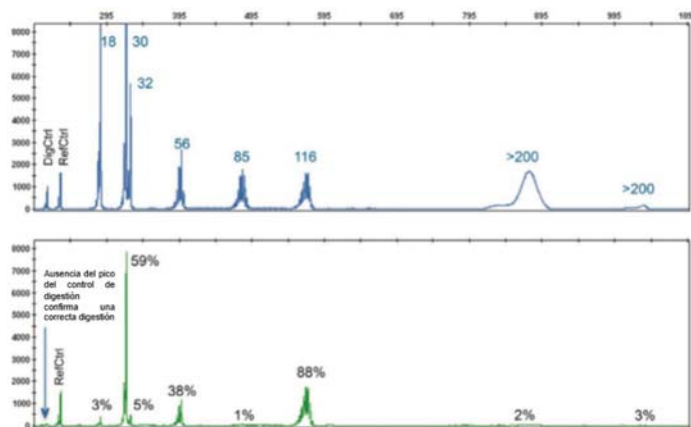 295 395 495 595 695 795 895 995 109
8000
7000
6000
5000
4000
3000
2000
1000
0
DigCtrl
RefCtrl
18 30
32
56 85 116 >200 >200
8000
7000
6000
5000
4000
3000
2000
1000
0
Ausencia del pico
del control de
digestión
confirma una
correcta digestión
RefCtrl
3% 59% 5% 38% 1% 88% 2% 3%